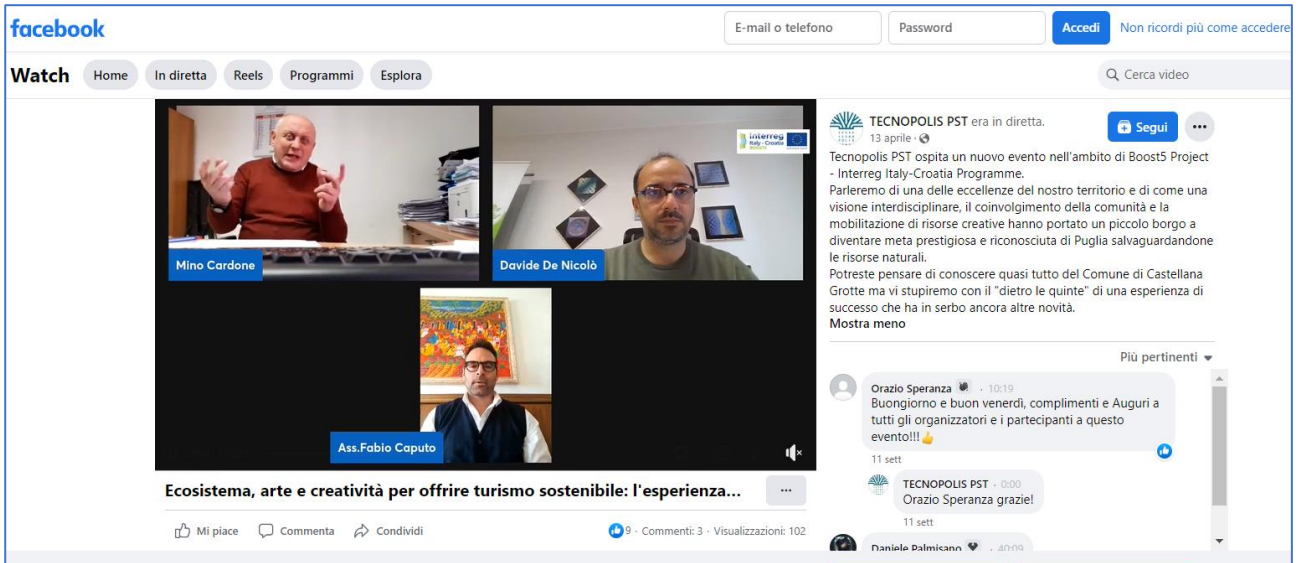 facebook
E-mail o telefono
Password
Accedi
Non ricordi più come accedere
Watch
Home
In diretta
Reels
Programmi
Esplora
Cerca video
Interreg
Italy - Croatia
Mino Cardone
Davide De Nicolò
Ass.Fabio Caputo
Ecosistema, arte e creatività per offrire turismo sostenibile: l'esperienza...
Mi piace
Commenta
Condividi
9 · Commenti: 3 · Visualizzazioni: 102
TECNOPOLIS PST era in diretta.
13 aprile ·
Segui
Tecnopolis PST ospita un nuovo evento nell'ambito di Boost5 Project
- Interreg Italy-Croatia Programme.
Parleremo di una delle eccellenze del nostro territorio e di come una
visione interdisciplinare, il coinvolgimento della comunità e la
mobilitazione di risorse creative hanno portato un piccolo borgo a
diventare meta prestigiosa e riconosciuta di Puglia salvaguardandone
le risorse naturali.
Potreste pensare di conoscere quasi tutto del Comune di Castellana
Grotte ma vi stupiremo con il "dietro le quinte" di una esperienza di
successo che ha in serbo ancora altre novità.
Mostra meno
Più pertinenti
Orazio Speranza · 10:19
Buongiorno e buon venerdì, complimenti e Auguri a
tutti gli organizzatori e i partecipanti a questo
evento!!!👍
11 sett
TECNOPOLIS PST · 0:00
Orazio Speranza grazie!
11 sett
Daniele Palmisano · 40:09